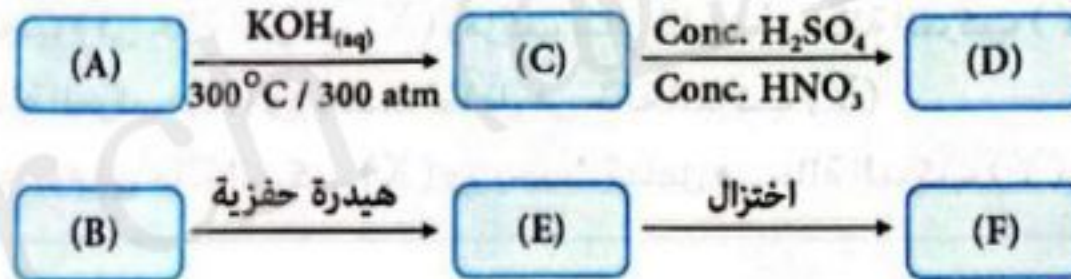 (A) KOH(aq) 300°C / 300 atm (C) Conc. H₂SO₄ Conc. HNO₃ (D)
(B) هيدرة حفزية (E) اختزال (F)